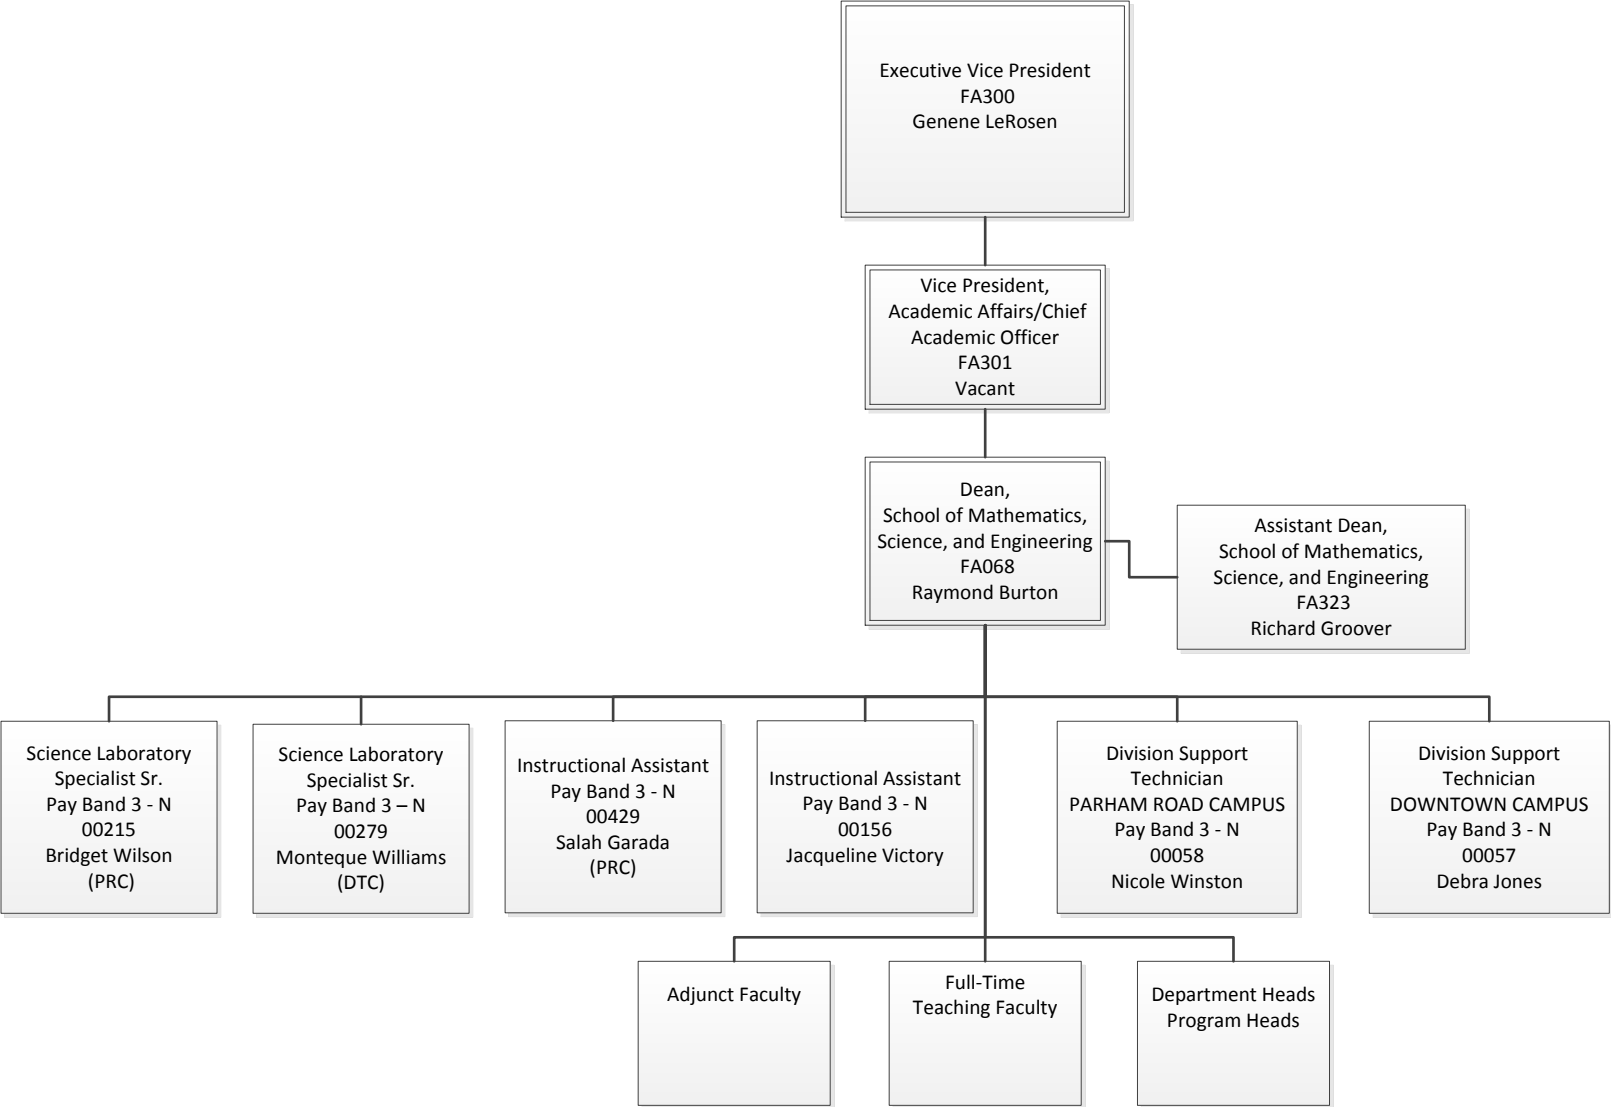 Executive Vice President
FA300
Genene LeRosen
Vice President,
Academic Affairs/Chief
Academic Officer
FA301
Vacant
Dean,
School of Mathematics,
Science, and Engineering
FA068
Raymond Burton
Assistant Dean,
School of Mathematics,
Science, and Engineering
FA323
Richard Groover
Science Laboratory
Specialist Sr.
Pay Band 3 - N
00215
Bridget Wilson
(PRC)
Science Laboratory
Specialist Sr.
Pay Band 3 – N
00279
Monteque Williams
(DTC)
Instructional Assistant
Pay Band 3 - N
00429
Salah Garada
(PRC)
Instructional Assistant
Pay Band 3 - N
00156
Jacqueline Victory
Division Support
Technician
PARHAM ROAD CAMPUS
Pay Band 3 - N
00058
Nicole Winston
Division Support
Technician
DOWNTOWN CAMPUS
Pay Band 3 - N
00057
Debra Jones
Adjunct Faculty
Full-Time
Teaching Faculty
Department Heads
Program Heads